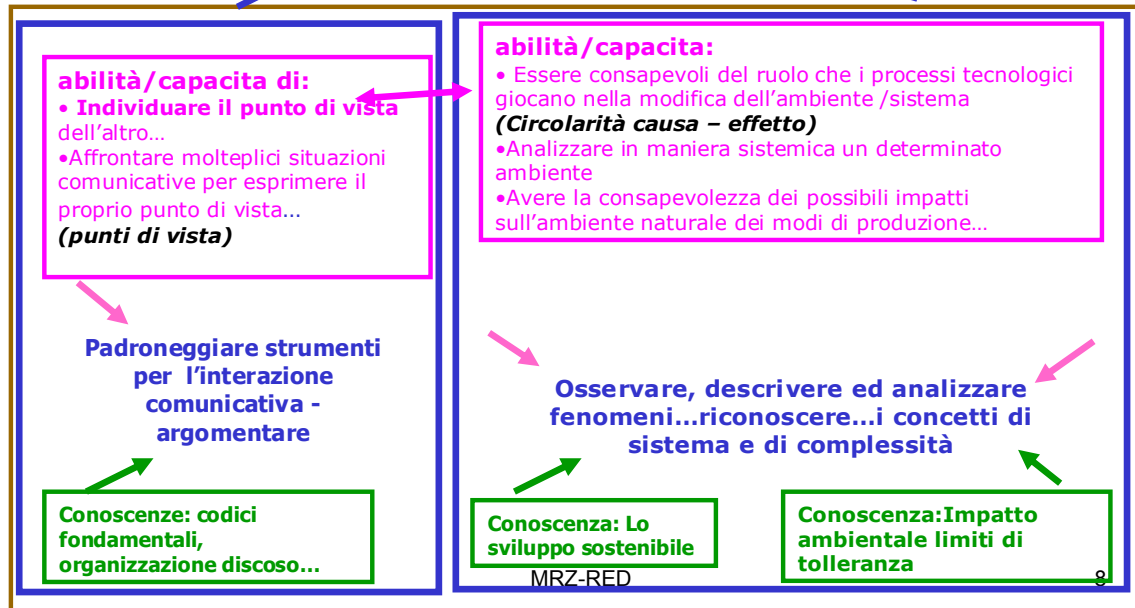 abilità/capacita di:
• Individuare il punto di vista
dell'altro…
•Affrontare molteplici situazioni
comunicative per esprimere il
proprio punto di vista…
(punti di vista)
Padroneggiare strumenti
per l'interazione
comunicativa -
argomentare
Conoscenze: codici
fondamentali,
organizzazione discoso…
abilità/capacita:
• Essere consapevoli del ruolo che i processi tecnologici
giocano nella modifica dell'ambiente /sistema
(Circolarità causa – effetto)
•Analizzare in maniera sistemica un determinato
ambiente
•Avere la consapevolezza dei possibili impatti
sull'ambiente naturale dei modi di produzione…
Osservare, descrivere ed analizzare
fenomeni…riconoscere…i concetti di
sistema e di complessità
Conoscenza: Lo
sviluppo sostenibile
Conoscenza:Impatto
ambientale limiti di
tolleranza
MRZ-RED
8